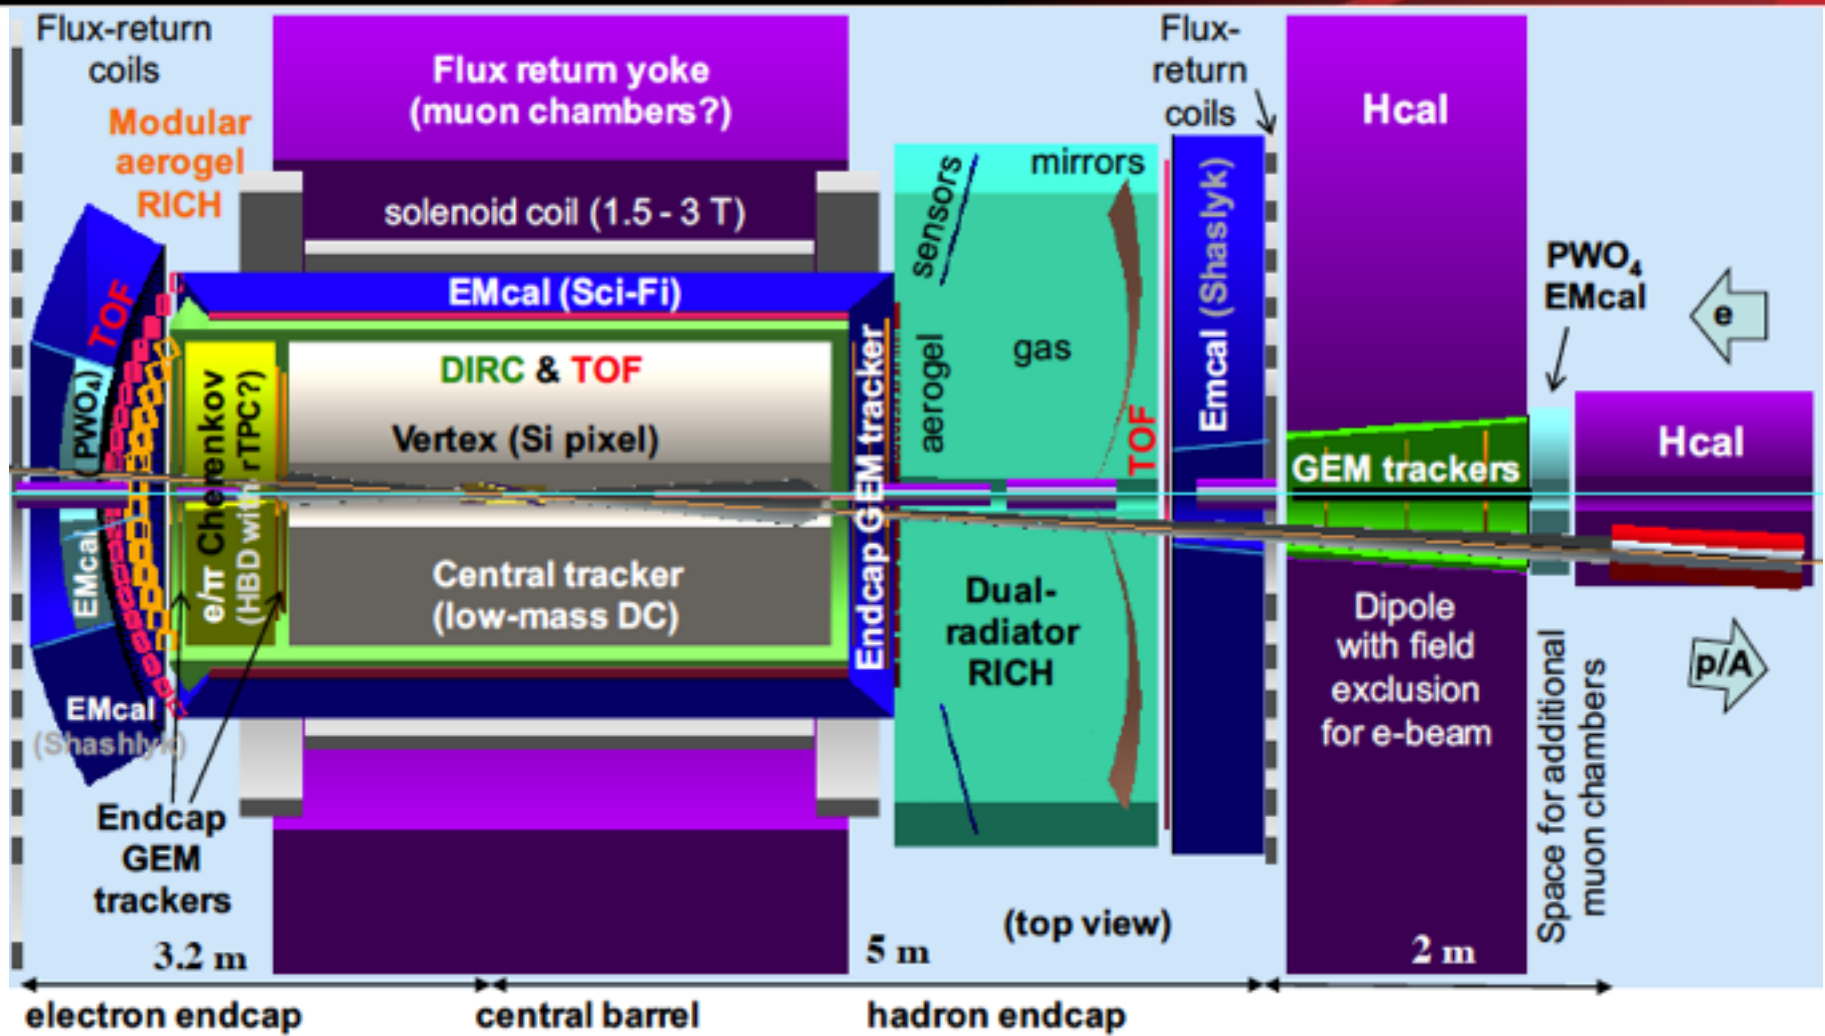 Flux-return
coils
Modular
aerogel
RICH
Flux return yoke
(muon chambers?)
solenoid coil (1.5 - 3 T)
EMcal (Sci-Fi)
DIRC & TOF
Vertex (Si pixel)
Central tracker
(low-mass DC)
TOF
(PWO₄)
EMcal
EMcal
(Shashlyk)
e/π Cherenkov
(HBD with rTPC?)
Endcap
GEM
trackers
Endcap GEM tracker
sensors
mirrors
aerogel
gas
Dual-
radiator
RICH
TOF
Flux-
return
coils
Emcal (Shaslyk)
Hcal
GEM trackers
Dipole
with field
exclusion
for e-beam
PWO₄
EMcal
e
Hcal
p/A
Space for additional
muon chambers
(top view)
3.2 m
5 m
2 m
electron endcap
central barrel
hadron endcap